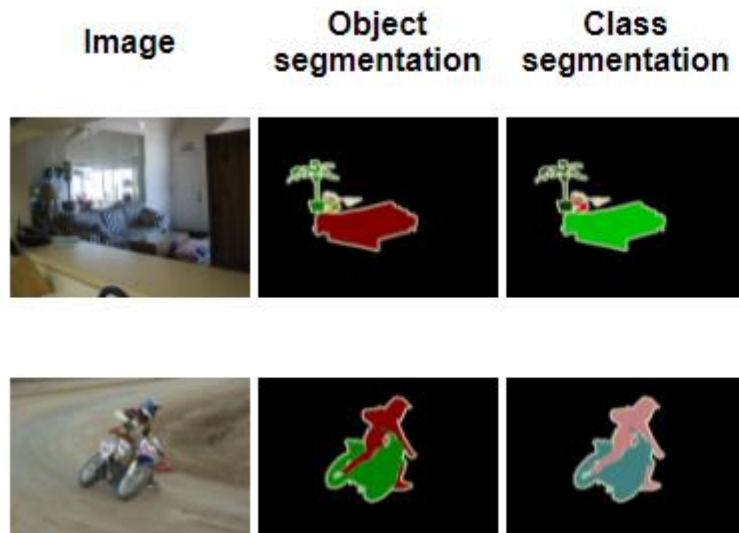 Image
Object
segmentation
Class
segmentation